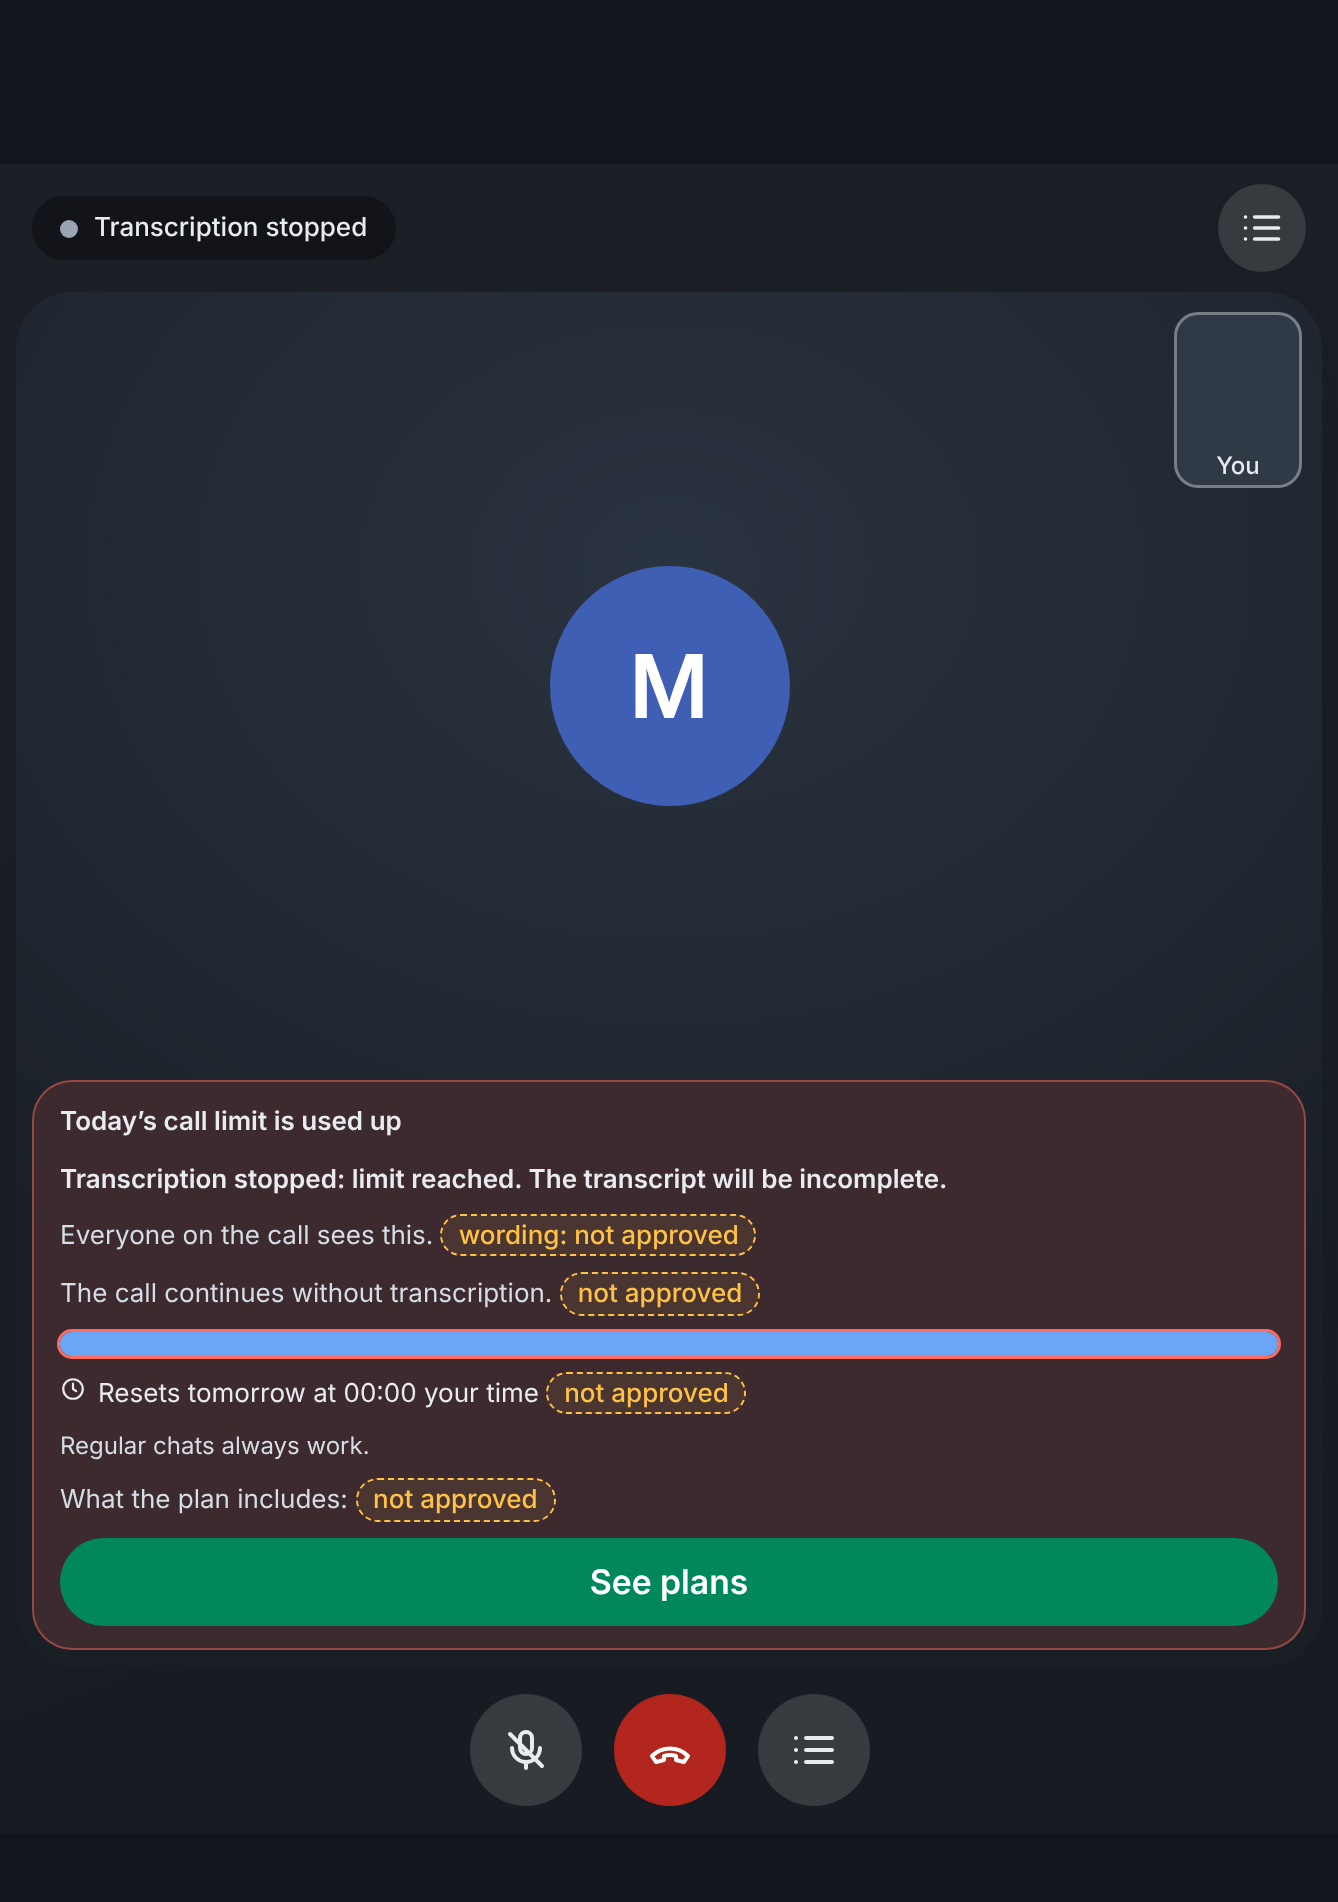 Transcription stopped
You
M
Today’s call limit is used up
Transcription stopped: limit reached. The transcript will be incomplete.
Everyone on the call sees this. wording: not approved
The call continues without transcription. not approved
Resets tomorrow at 00:00 your time not approved
Regular chats always work.
What the plan includes: not approved
See plans